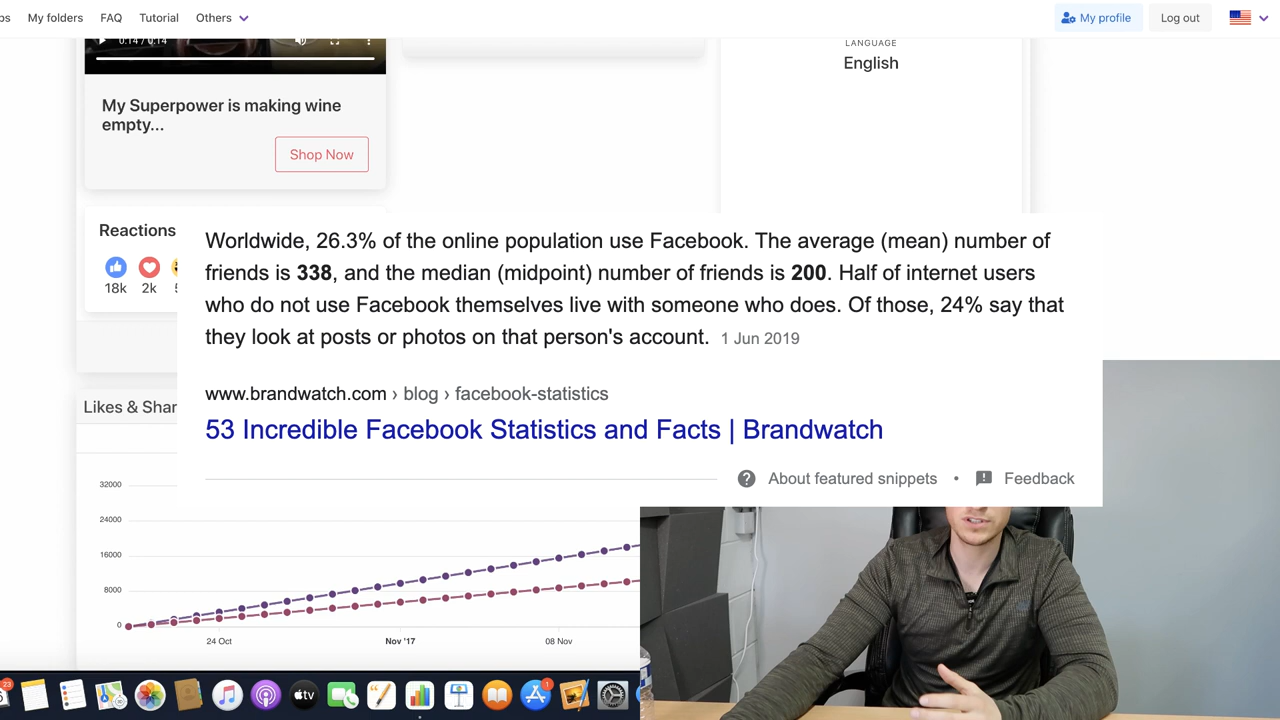 ps My folders FAQ Tutorial Others My profile Log out
0:14 / 0:14
LANGUAGE
English
My Superpower is making wine
empty...
Shop Now
Reactions
18k 2k
Worldwide, 26.3% of the online population use Facebook. The average (mean) number of
friends is 338, and the median (midpoint) number of friends is 200. Half of internet users
who do not use Facebook themselves live with someone who does. Of those, 24% say that
they look at posts or photos on that person's account. 1 Jun 2019
www.brandwatch.com › blog › facebook-statistics
53 Incredible Facebook Statistics and Facts | Brandwatch
About featured snippets • Feedback
Likes & Shar
32000
24000
16000
8000
0
24 Oct Nov '17 08 Nov
23
tv
1